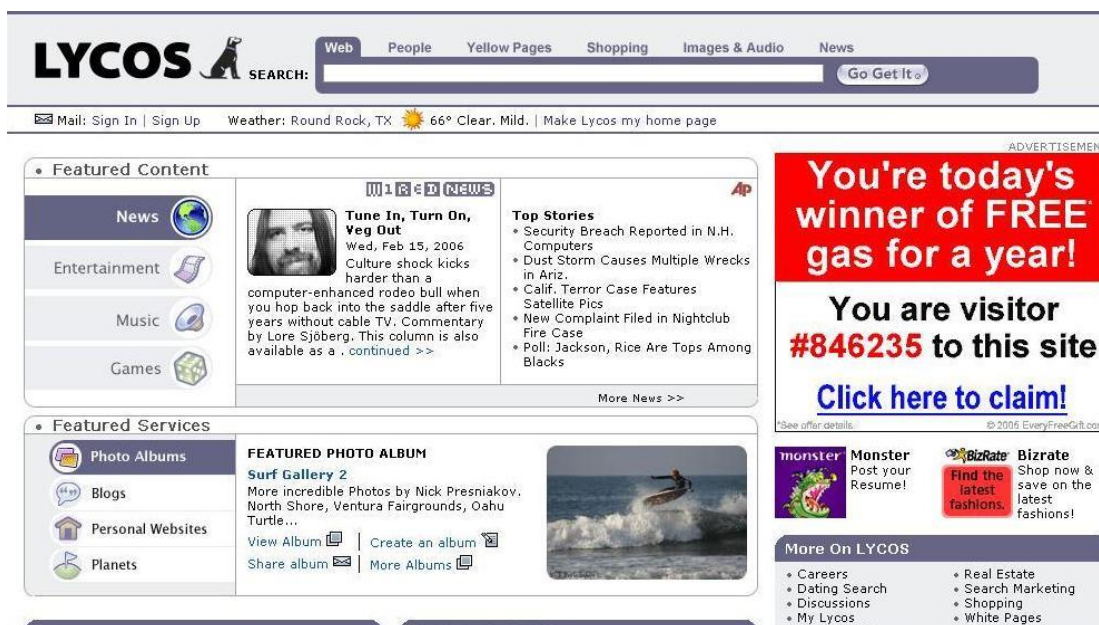 LYCOS
SEARCH:
Web People Yellow Pages Shopping Images & Audio News
Go Get It
Mail: Sign In | Sign Up Weather: Round Rock, TX 66° Clear. Mild. | Make Lycos my home page
Featured Content
News
Entertainment
Music
Games
WIRED NEWS
Tune In, Turn On,
Veg Out
Wed, Feb 15, 2006
Culture shock kicks
harder than a
computer-enhanced rodeo bull when
you hop back into the saddle after five
years without cable TV. Commentary
by Lore Sjöberg. This column is also
available as a . continued >>
AP
Top Stories
• Security Breach Reported in N.H.
Computers
• Dust Storm Causes Multiple Wrecks
in Ariz.
• Calif. Terror Case Features
Satellite Pics
• New Complaint Filed in Nightclub
Fire Case
• Poll: Jackson, Rice Are Tops Among
Blacks
More News >>
Featured Services
Photo Albums
Blogs
Personal Websites
Planets
FEATURED PHOTO ALBUM
Surf Gallery 2
More incredible Photos by Nick Presniakov.
North Shore, Ventura Fairgrounds, Oahu
Turtle...
View Album | Create an album
Share album | More Albums
ADVERTISEMEN
You're today's
winner of FREE*
gas for a year!
You are visitor
#846235 to this site
Click here to claim!
*See offer details. © 2005 EveryFreeGift.com
monster
Monster
Post your
Resume!
BizRate
Find the
latest
fashions.
Bizrate
Shop now &
save on the
latest
fashions!
More On LYCOS
• Careers
• Dating Search
• Discussions
• My Lycos
• Real Estate
• Search Marketing
• Shopping
• White Pages